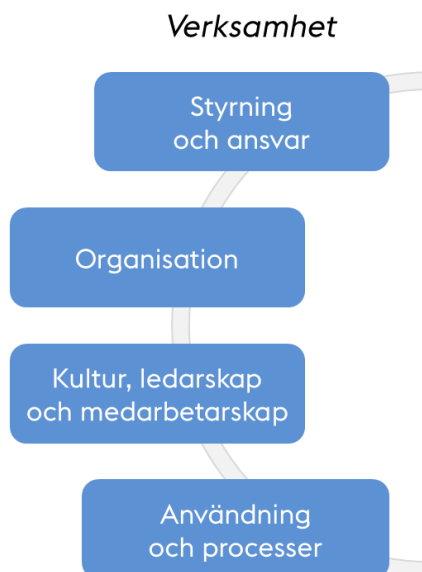 Verksamhet
Styrning
och ansvar
Organisation
Kultur, ledarskap
och medarbetarskap
Användning
och processer